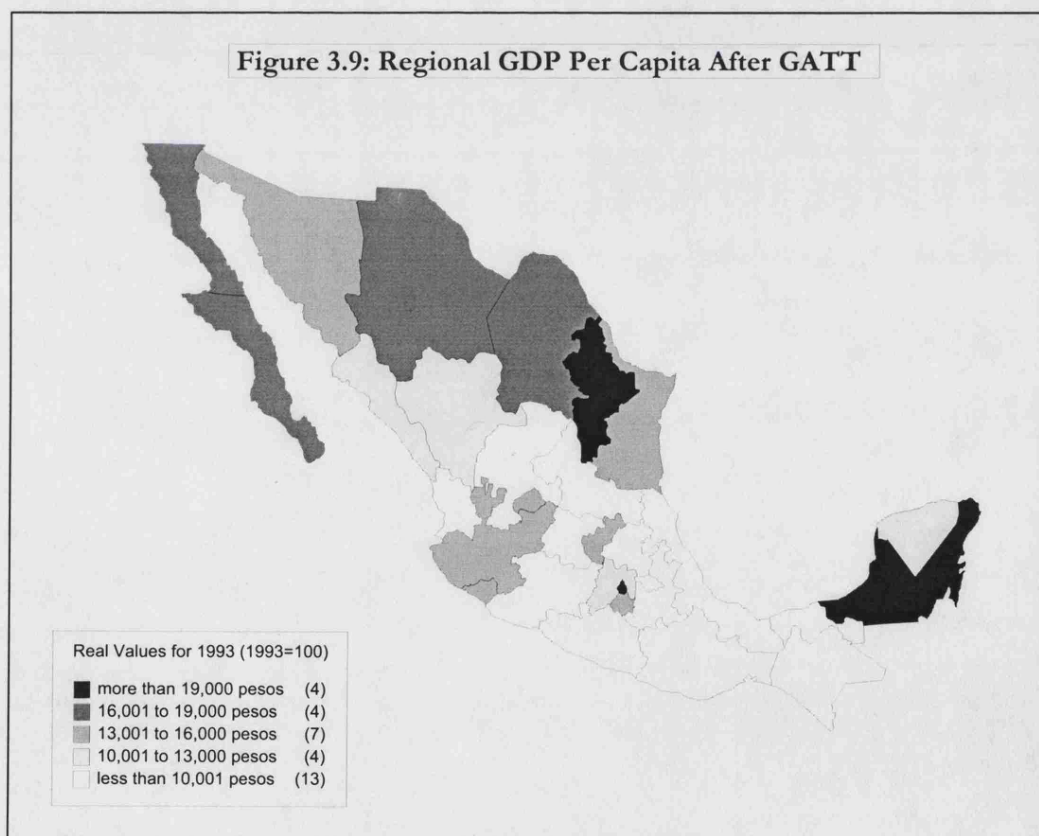 Figure 3.9: Regional GDP Per Capita After GATT
Real Values for 1993 (1993=100)
more than 19,000 pesos (4)
16,001 to 19,000 pesos (4)
13,001 to 16,000 pesos (7)
10,001 to 13,000 pesos (4)
less than 10,001 pesos (13)